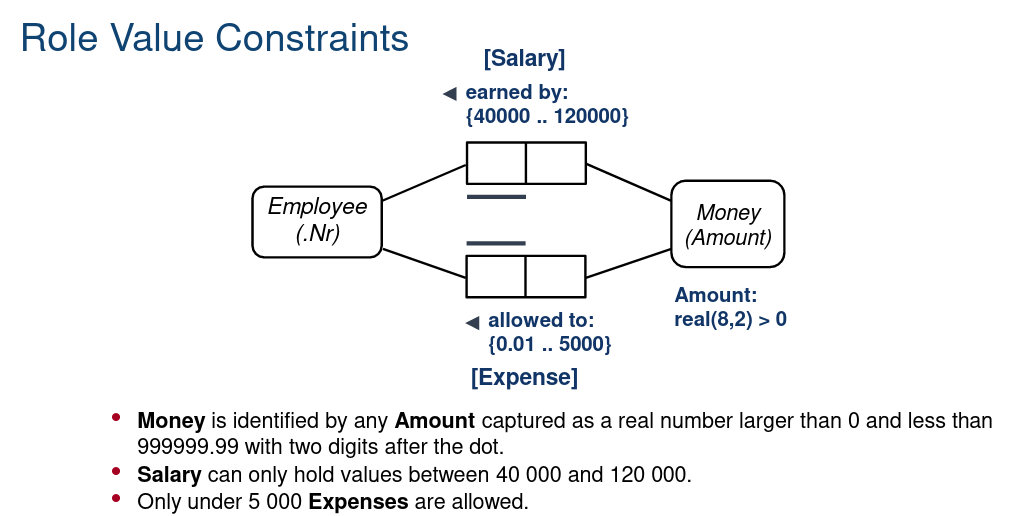 Role Value Constraints
[Salary]
◄ earned by:
{40000 .. 120000}
Employee
(.Nr)
Money
(Amount)
Amount:
real(8,2) > 0
◄ allowed to:
{0.01 .. 5000}
[Expense]
• Money is identified by any Amount captured as a real number larger than 0 and less than
999999.99 with two digits after the dot.
• Salary can only hold values between 40 000 and 120 000.
• Only under 5 000 Expenses are allowed.